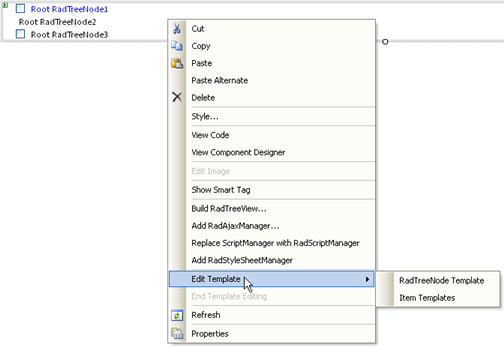 Root RadTreeNode1
Root RadTreeNode2
Root RadTreeNode3
Cut
Copy
Paste
Paste Alternate
Delete
Style...
View Code
View Component Designer
Edit Image
Show Smart Tag
Build RadTreeView...
Add RadAjaxManager...
Replace ScriptManager with RadScriptManager
Add RadStyleSheetManager
Edit Template
RadTreeNode Template
Item Templates
End Template Editing
Refresh
Properties